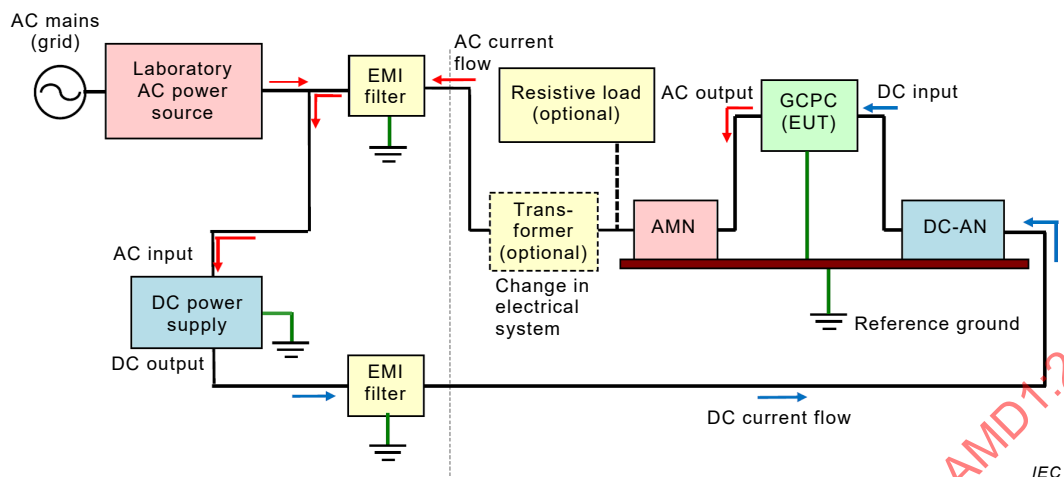 AC mains
(grid)
Laboratory
AC power
source
EMI
filter
AC current
flow
Resistive load
(optional)
AC output
GCPC
(EUT)
DC input
Trans-
former
(optional)
AMN
DC-AN
Change in
electrical
system
Reference ground
AC input
DC power
supply
DC output
EMI
filter
DC current flow
AMD1:2
IEC